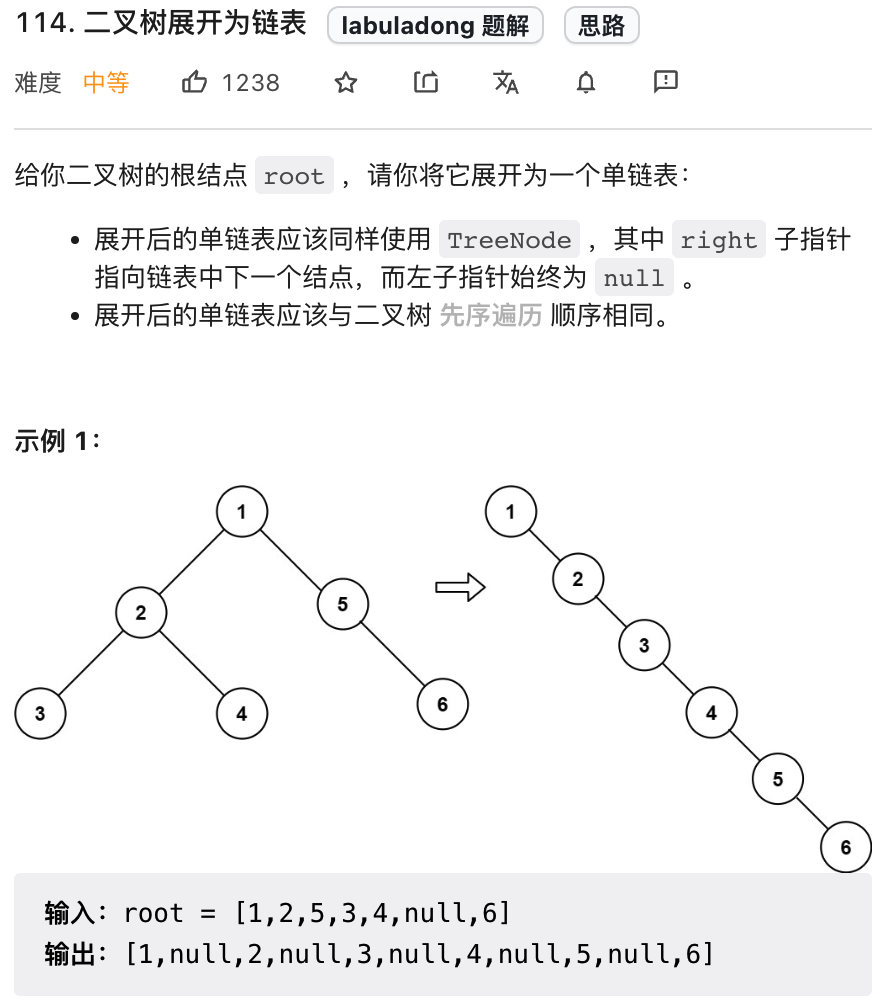 114. 二叉树展开为链表 labuladong 题解 思路
难度 中等 1238
给你二叉树的根结点 root ，请你将它展开为一个单链表：
• 展开后的单链表应该同样使用 TreeNode ，其中 right 子指针
指向链表中下一个结点，而左子指针始终为 null 。
• 展开后的单链表应该与二叉树 先序遍历 顺序相同。
示例 1：
1 1
2
2 5
3
3 4 6
4
5
6
输入：root = [1,2,5,3,4,null,6]
输出：[1,null,2,null,3,null,4,null,5,null,6]